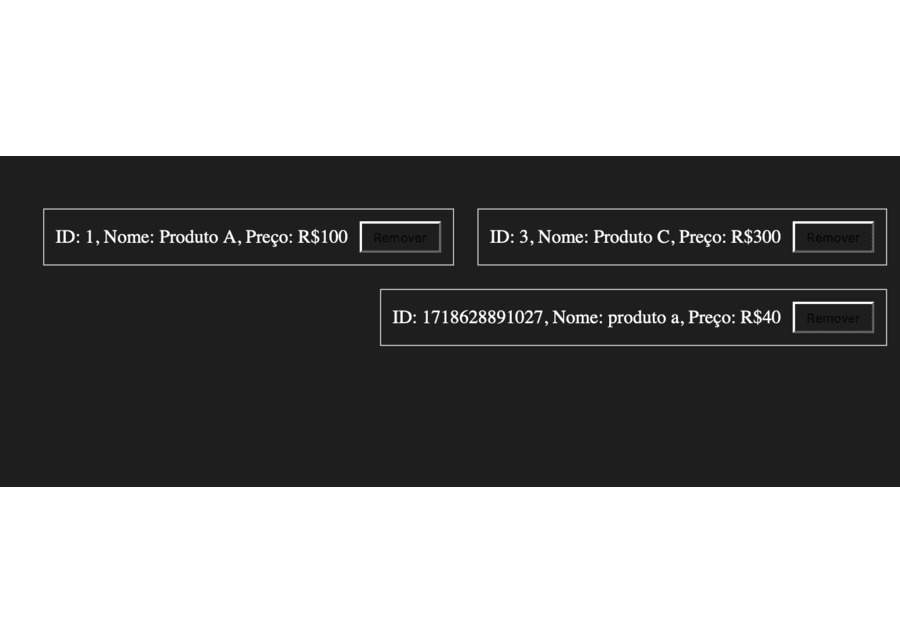 ID: 1, Nome: Produto A, Preço: R$100 Remover
ID: 3, Nome: Produto C, Preço: R$300 Remover
ID: 1718628891027, Nome: produto a, Preço: R$40 Remover